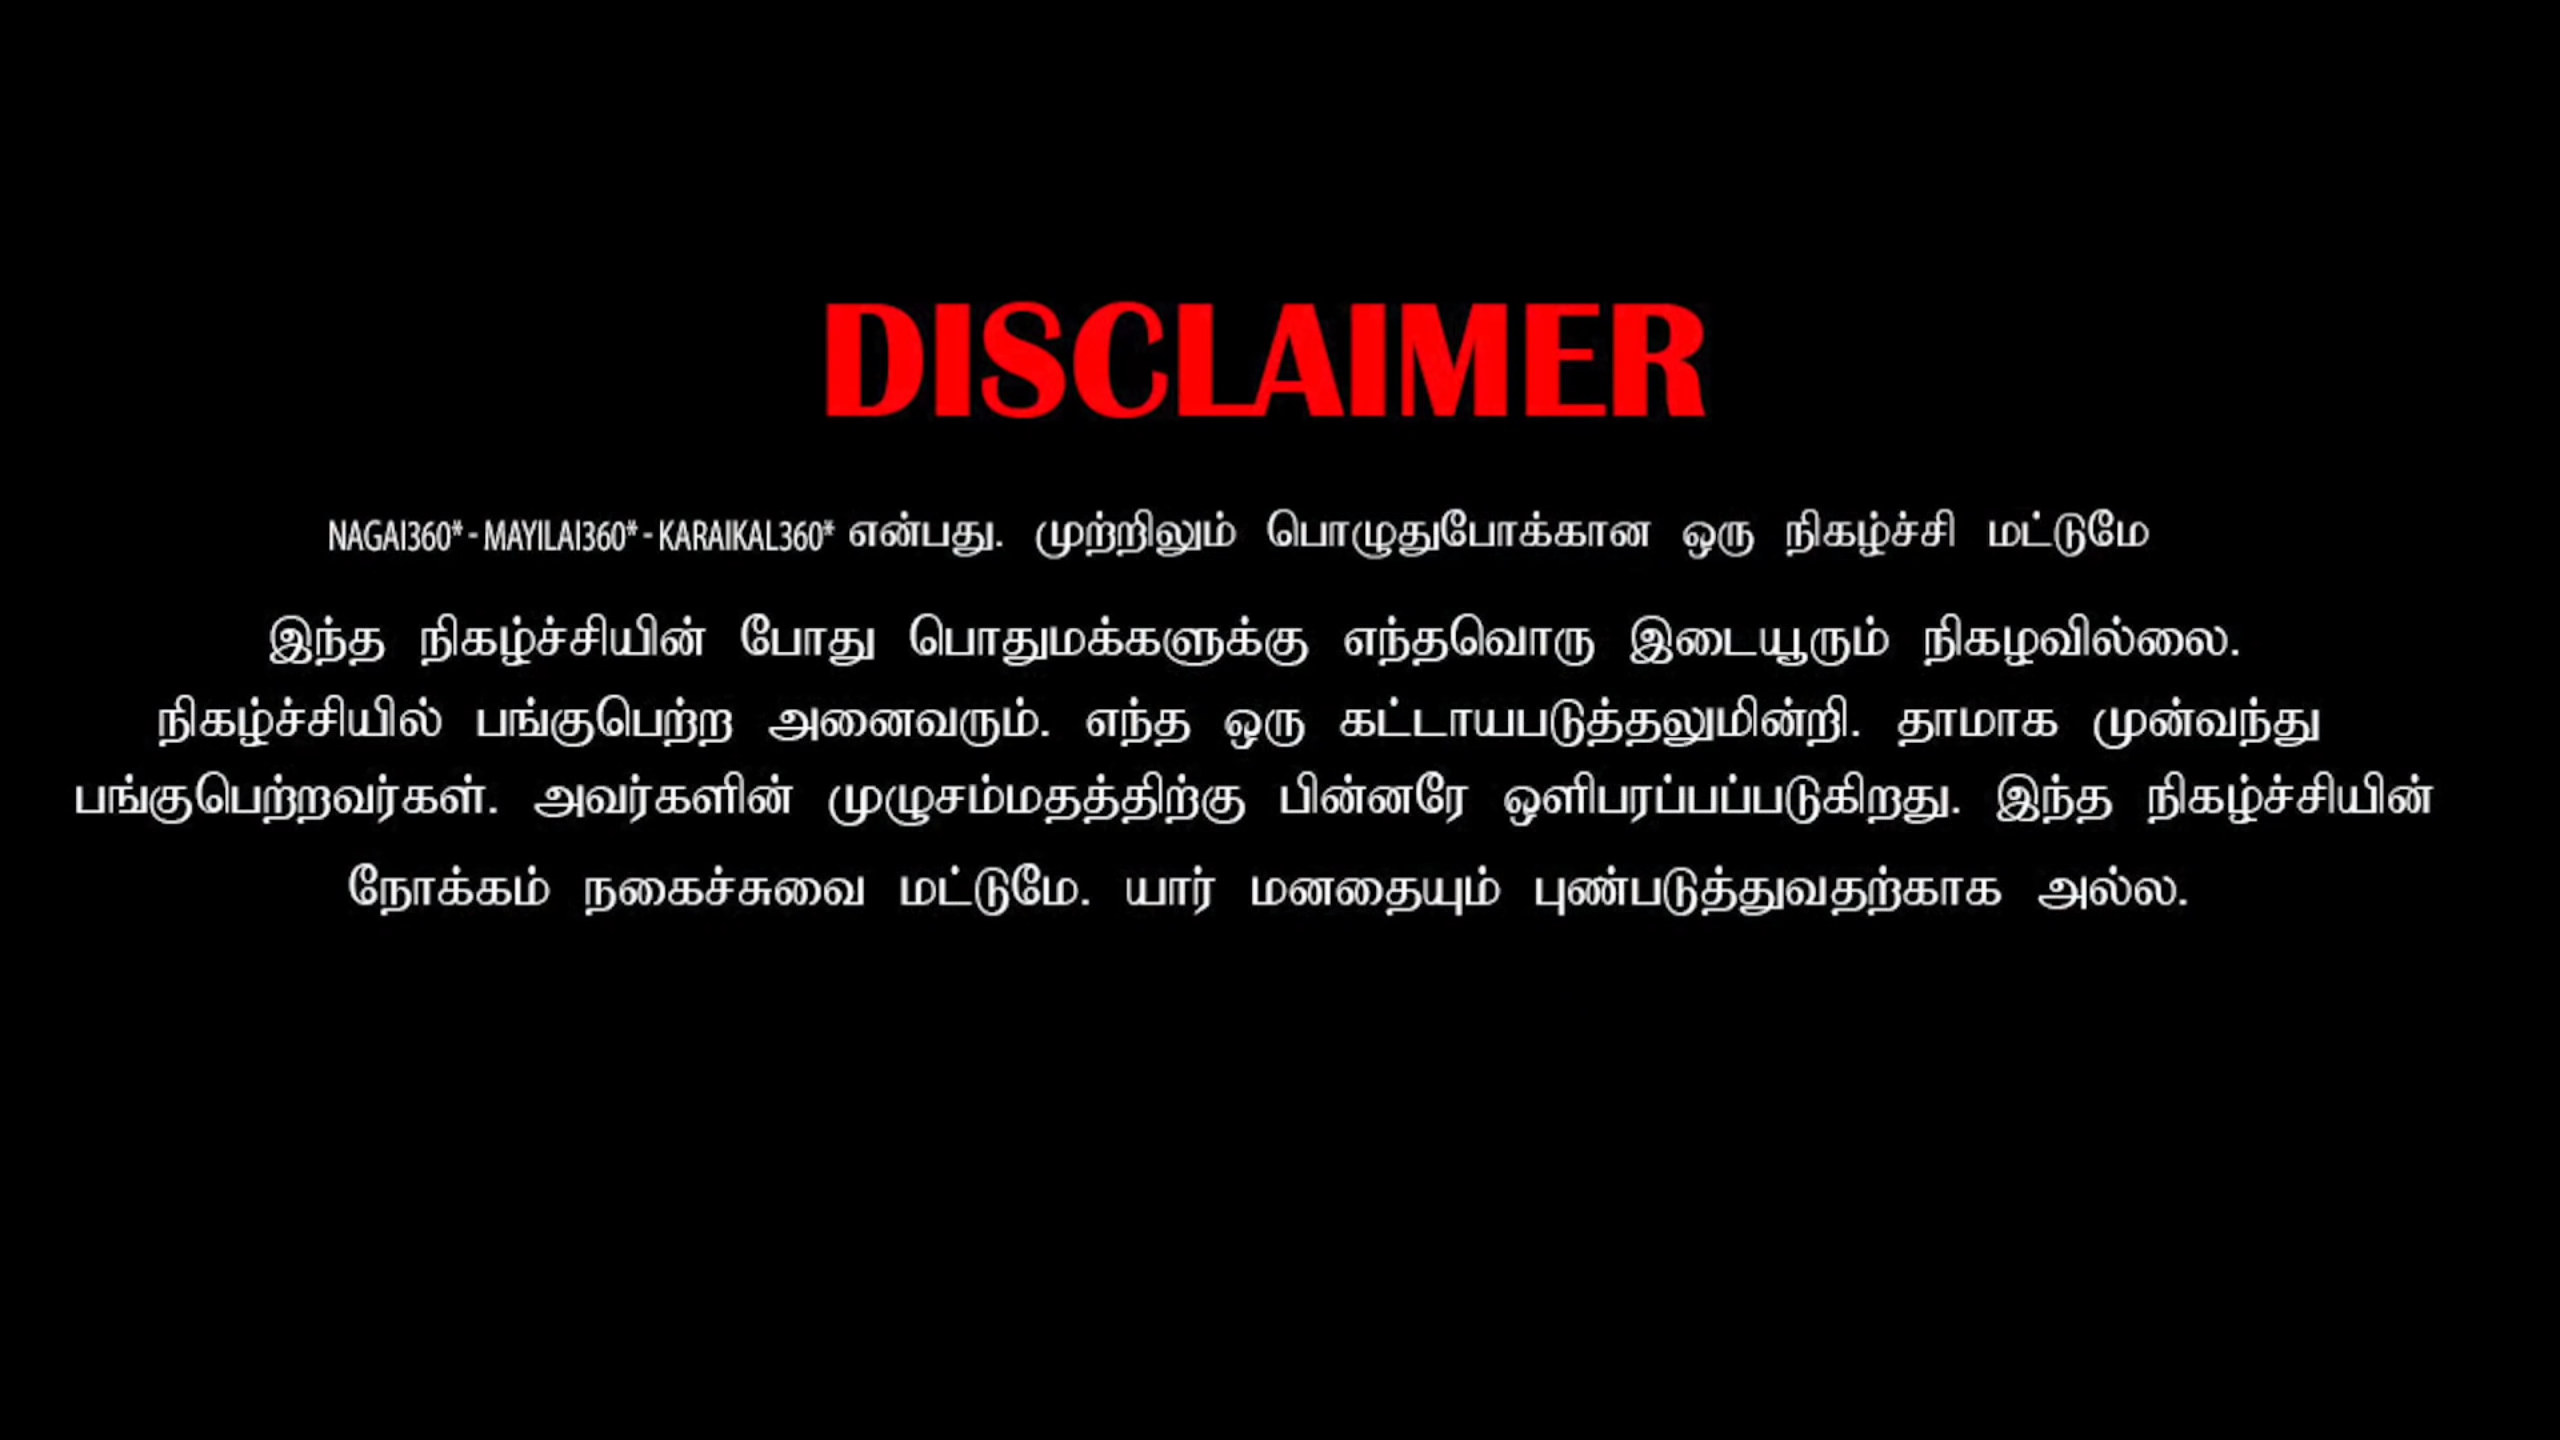 DISCLAIMER
NAGAI360* - MAYILAI360* - KARAIKAL360* என்பது. முற்றிலும் பொழுதுபோக்கான ஒரு நிகழ்ச்சி மட்டுமே
இந்த நிகழ்ச்சியின் போது பொதுமக்களுக்கு எந்தவொரு இடையூரும் நிகழவில்லை.
நிகழ்ச்சியில் பங்குபெற்ற அனைவரும். எந்த ஒரு கட்டாயபடுத்தலுமின்றி. தாமாக முன்வந்து
பங்குபெற்றவர்கள். அவர்களின் முழுசம்மதத்திற்கு பின்னரே ஒளிபரப்பப்படுகிறது. இந்த நிகழ்ச்சியின்
நோக்கம் நகைச்சுவை மட்டுமே. யார் மனதையும் புண்படுத்துவதற்காக அல்ல.